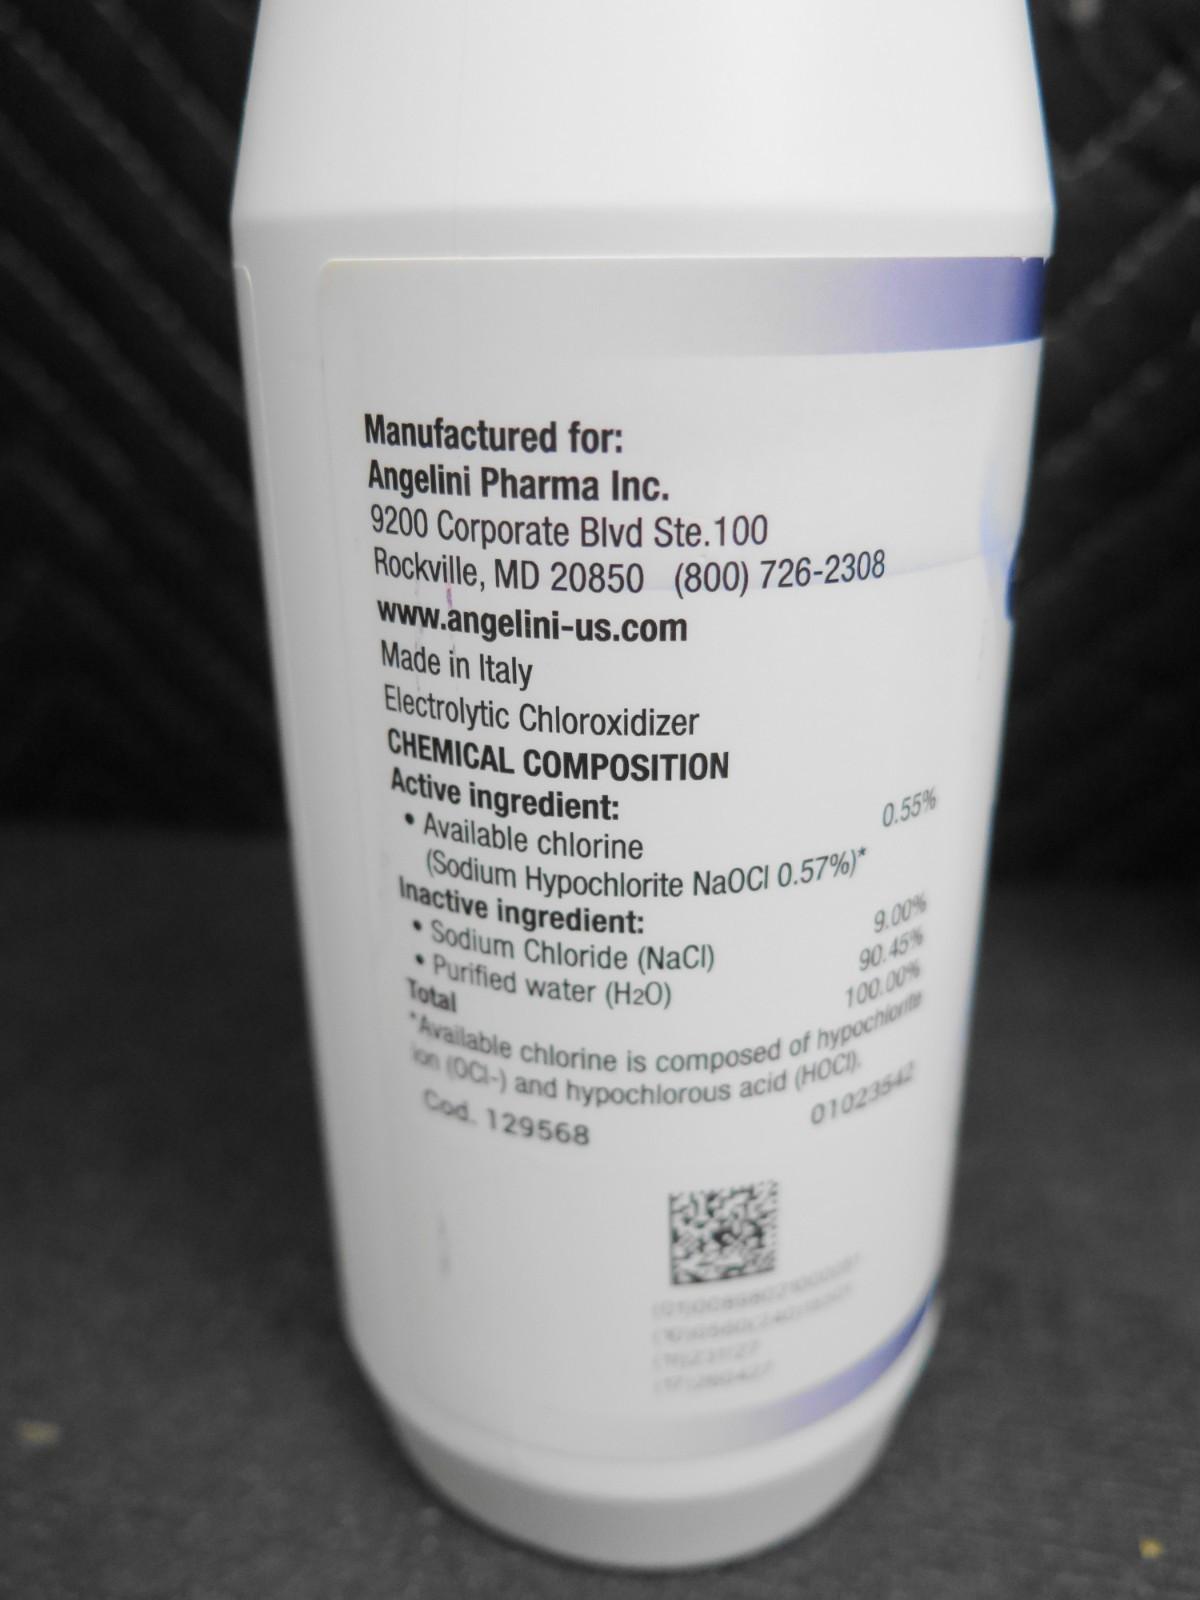 Manufactured for:
Angelini Pharma Inc.
9200 Corporate Blvd Ste.100
Rockville, MD 20850 (800) 726-2308
www.angelini-us.com
Made in Italy
Electrolytic Chloroxidizer
CHEMICAL COMPOSITION
Active ingredient:
• Available chlorine 0.55%
(Sodium Hypochlorite NaOCl 0.57%)*
Inactive ingredient:
• Sodium Chloride (NaCl) 9.00%
• Purified water (H2O) 90.45%
Total 100.00%
*Available chlorine is composed of hypochlorite
ion (OCl-) and hypochlorous acid (HOCl).
Cod. 129568 01023542